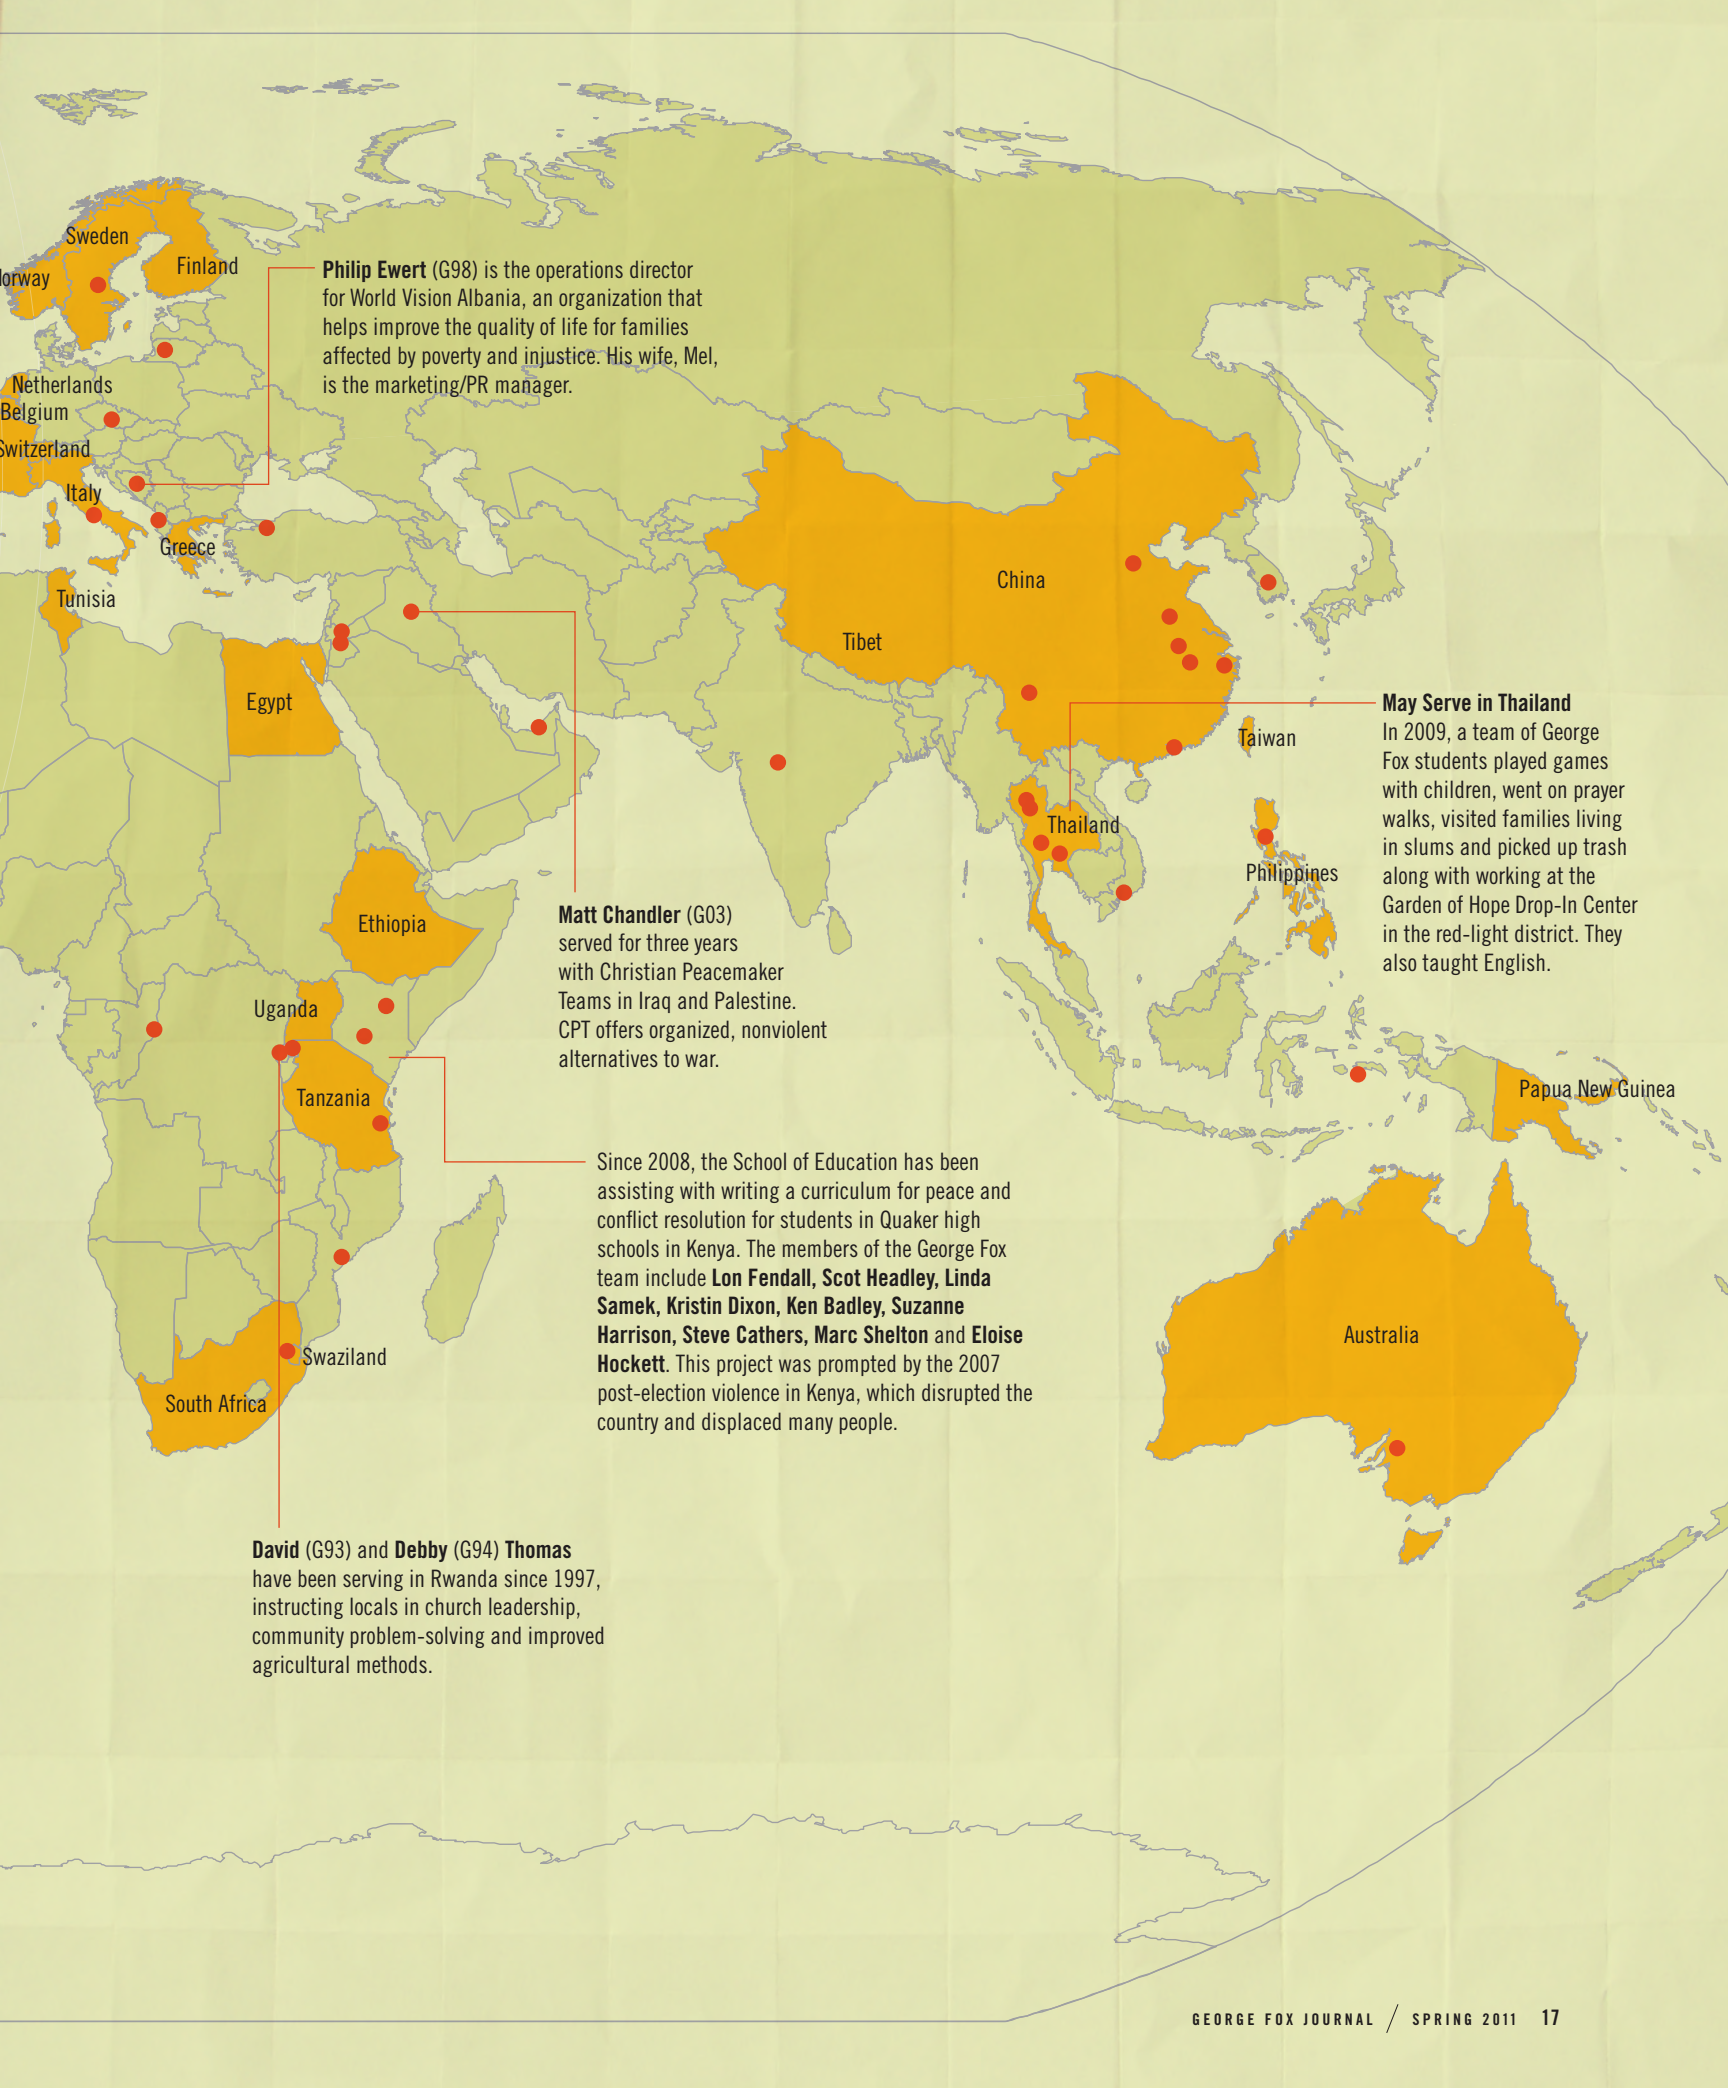 Sweden
Finland
Netherlands
Belgium
Switzerland
Italy
Greece
Tunisia
Egypt
Ethiopia
Uganda
Tanzania
Swaziland
South Africa
China
Tibet
Taiwan
Thailand
Philippines
Papua New Guinea
Australia
Philip Ewert (G98) is the operations director
for World Vision Albania, an organization that
helps improve the quality of life for families
affected by poverty and injustice. His wife, Mel,
is the marketing/PR manager.
May Serve in Thailand
In 2009, a team of George
Fox students played games
with children, went on prayer
walks, visited families living
in slums and picked up trash
along with working at the
Garden of Hope Drop-In Center
in the red-light district. They
also taught English.
Matt Chandler (G03)
served for three years
with Christian Peacemaker
Teams in Iraq and Palestine.
CPT offers organized, nonviolent
alternatives to war.
Since 2008, the School of Education has been
assisting with writing a curriculum for peace and
conflict resolution for students in Quaker high
schools in Kenya. The members of the George Fox
team include Lon Fendall, Scot Headley, Linda
Samek, Kristin Dixon, Ken Badley, Suzanne
Harrison, Steve Cathers, Marc Shelton and Eloise
Hockett. This project was prompted by the 2007
post-election violence in Kenya, which disrupted the
country and displaced many people.
David (G93) and Debby (G94) Thomas
have been serving in Rwanda since 1997,
instructing locals in church leadership,
community problem-solving and improved
agricultural methods.
GEORGE FOX JOURNAL / SPRING 2011 17